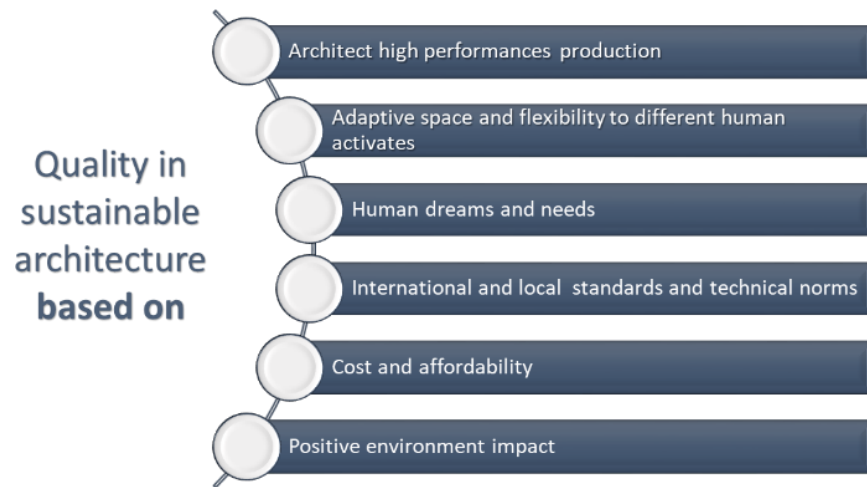 Quality in
sustainable
architecture
based on
Architect high performances production
Adaptive space and flexibility to different human
activates
Human dreams and needs
International and local standards and technical norms
Cost and affordability
Positive environment impact